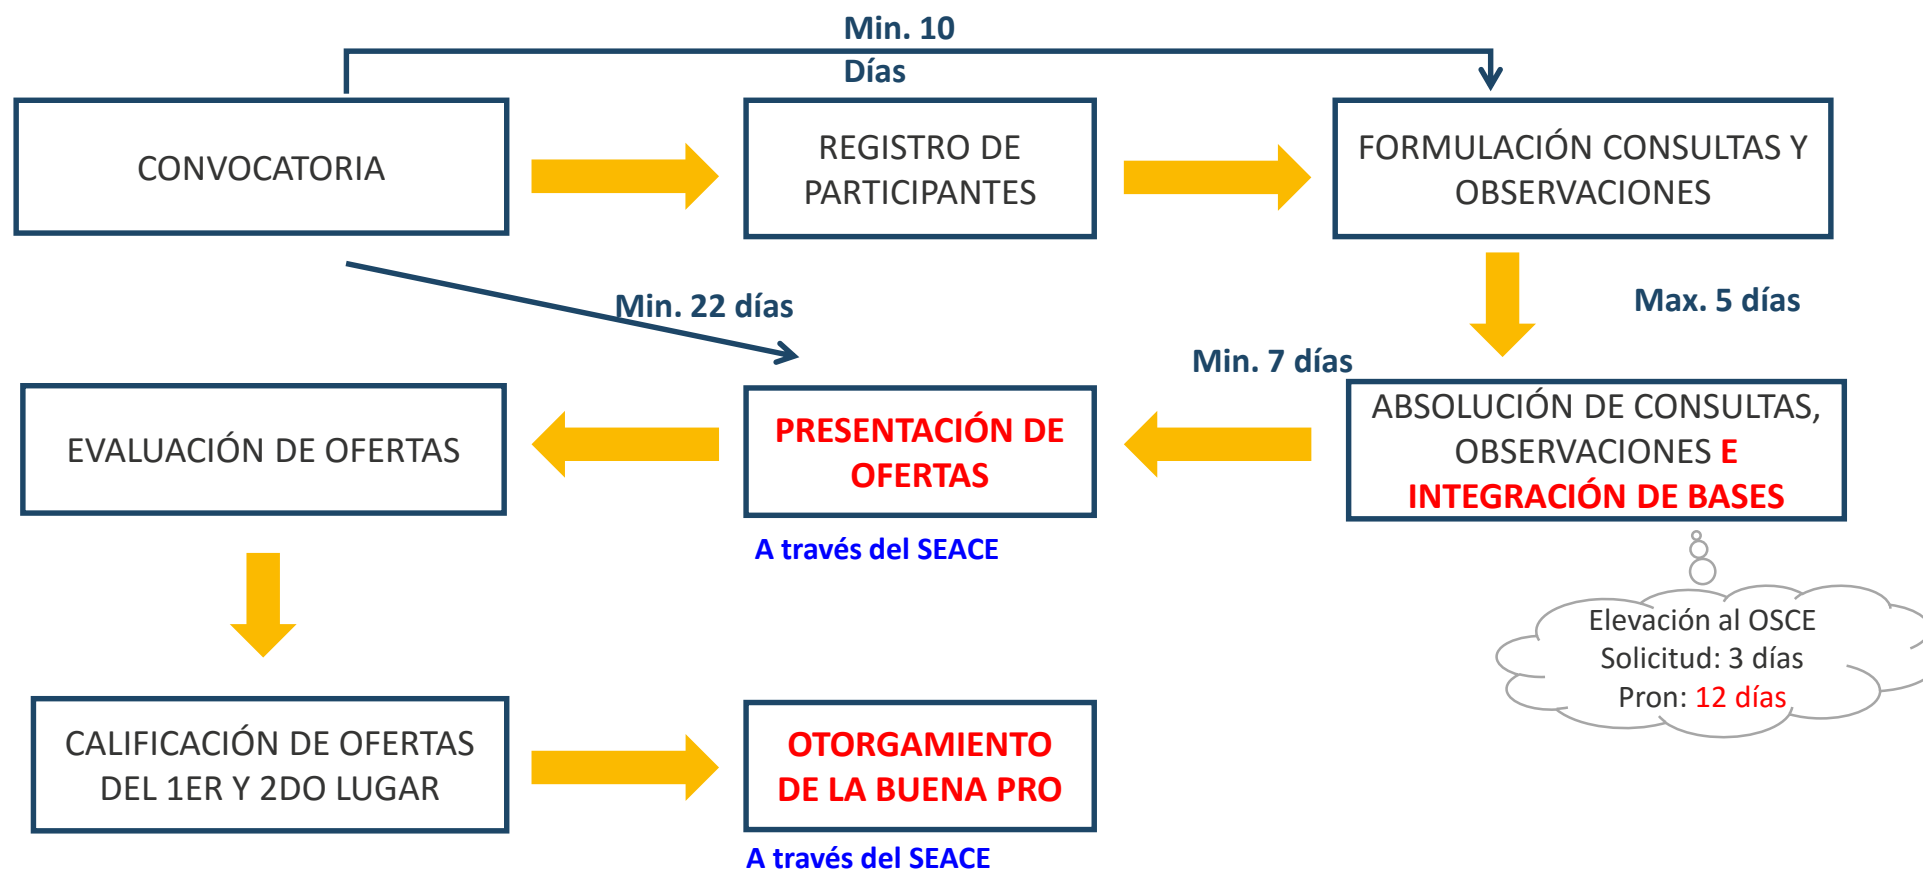 Min. 10
Días
CONVOCATORIA
REGISTRO DE
PARTICIPANTES
FORMULACIÓN CONSULTAS Y
OBSERVACIONES
Min. 22 días
Max. 5 días
Min. 7 días
EVALUACIÓN DE OFERTAS
PRESENTACIÓN DE
OFERTAS
ABSOLUCIÓN DE CONSULTAS,
OBSERVACIONES E
INTEGRACIÓN DE BASES
A través del SEACE
Elevación al OSCE
Solicitud: 3 días
Pron: 12 días
CALIFICACIÓN DE OFERTAS
DEL 1ER Y 2DO LUGAR
OTORGAMIENTO
DE LA BUENA PRO
A través del SEACE